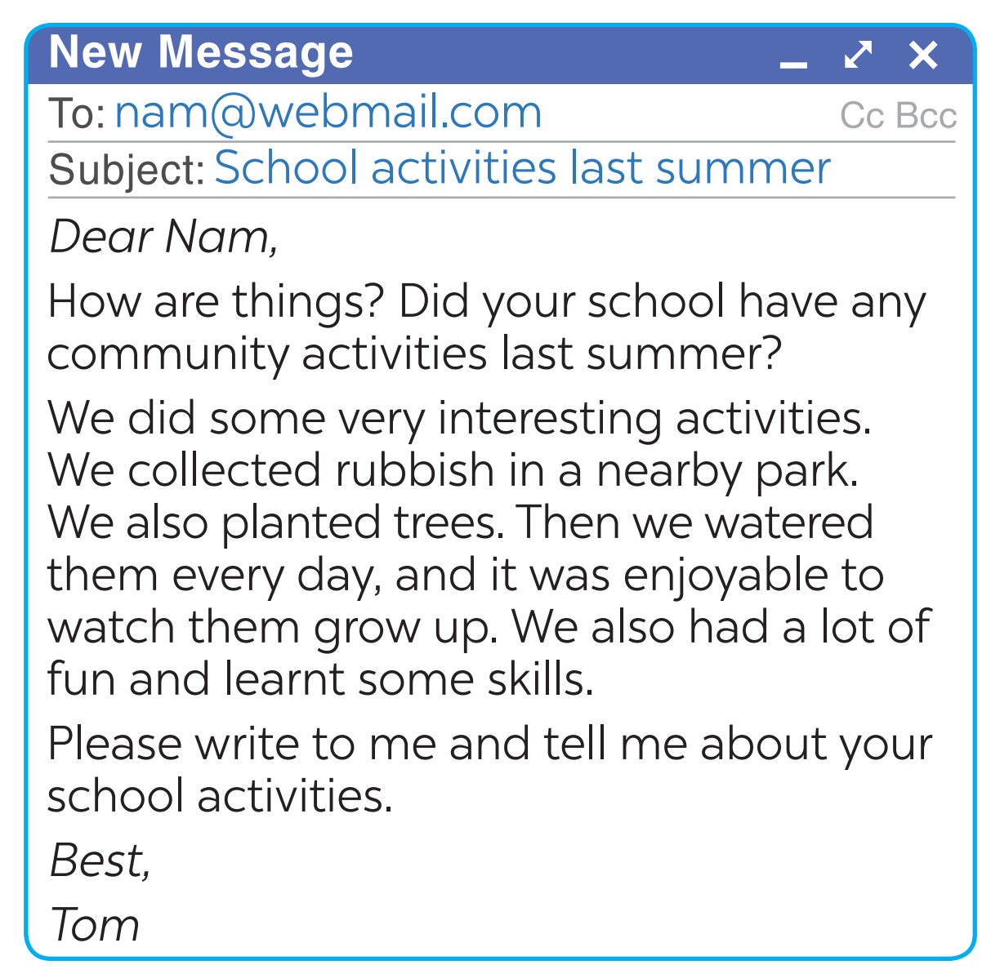 New Message
To: nam@webmail.com Cc Bcc
Subject: School activities last summer
Dear Nam,
How are things? Did your school have any
community activities last summer?
We did some very interesting activities.
We collected rubbish in a nearby park.
We also planted trees. Then we watered
them every day, and it was enjoyable to
watch them grow up. We also had a lot of
fun and learnt some skills.
Please write to me and tell me about your
school activities.
Best,
Tom